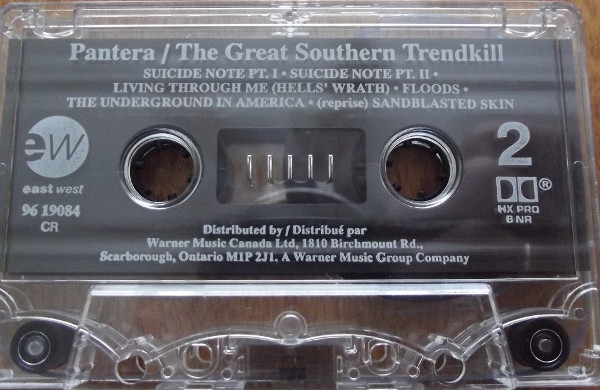 Pantera / The Great Southern Trendkill
SUICIDE NOTE PT. I • SUICIDE NOTE PT. II •
LIVING THROUGH ME (HELLS' WRATH) • FLOODS •
THE UNDERGROUND IN AMERICA • (reprise) SANDBLASTED SKIN
ew
east west
96 19084
CR
2
HX PRO
B NR
Distributed by / Distribué par
Warner Music Canada Ltd, 1810 Birchmount Rd.,
Scarborough, Ontario M1P 2J1. A Warner Music Group Company